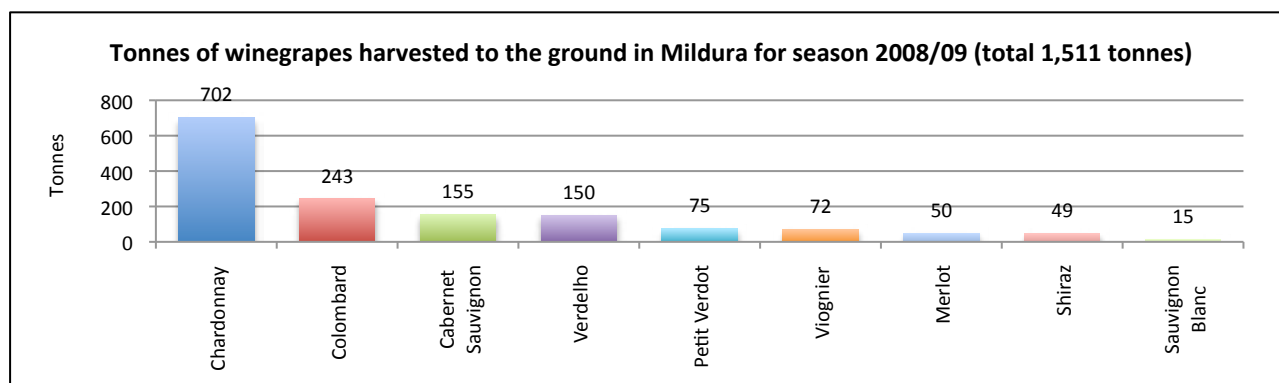 Tonnes of winegrapes harvested to the ground in Mildura for season 2008/09 (total 1,511 tonnes)
Tonnes
800
600
400
200
0
702
243
155
150
75
72
50
49
15
Chardonnay
Colombard
Cabernet
Sauvignon
Verdelho
Petit Verdot
Viognier
Merlot
Shiraz
Sauvignon
Blanc